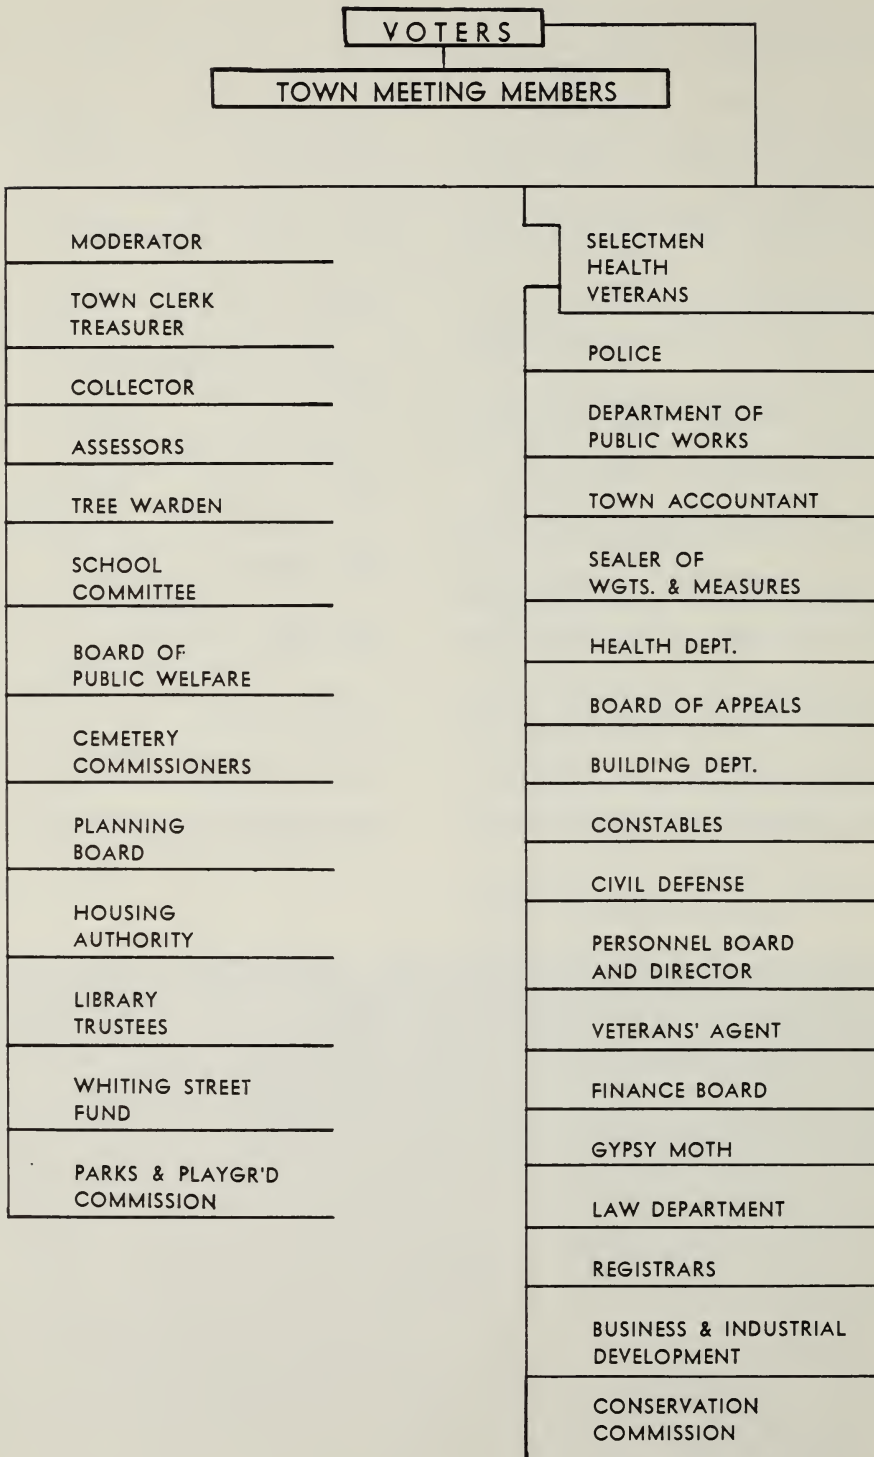 VOTERS
TOWN MEETING MEMBERS
MODERATOR
TOWN CLERK
TREASURER
COLLECTOR
ASSESSORS
TREE WARDEN
SCHOOL
COMMITTEE
BOARD OF
PUBLIC WELFARE
CEMETERY
COMMISSIONERS
PLANNING
BOARD
HOUSING
AUTHORITY
LIBRARY
TRUSTEES
WHITING STREET
FUND
PARKS & PLAYGR'D
COMMISSION
SELECTMEN
HEALTH
VETERANS
POLICE
DEPARTMENT OF
PUBLIC WORKS
TOWN ACCOUNTANT
SEALER OF
WGTS. & MEASURES
HEALTH DEPT.
BOARD OF APPEALS
BUILDING DEPT.
CONSTABLES
CIVIL DEFENSE
PERSONNEL BOARD
AND DIRECTOR
VETERANS' AGENT
FINANCE BOARD
GYPSY MOTH
LAW DEPARTMENT
REGISTRARS
BUSINESS & INDUSTRIAL
DEVELOPMENT
CONSERVATION
COMMISSION